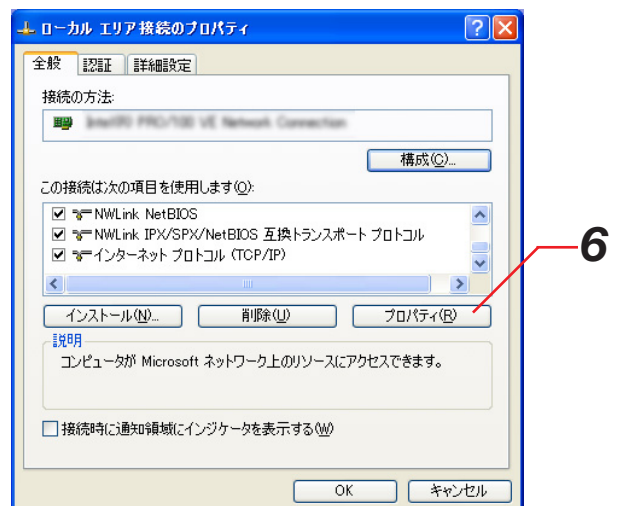 ローカル エリア接続のプロパティ
全般 認証 詳細設定
接続の方法:
構成(C)...
この接続は次の項目を使用します(O):
NWLink NetBIOS
NWLink IPX/SPX/NetBIOS 互換トランスポート プロトコル
インターネット プロトコル (TCP/IP)
インストール(N)... 削除(U) プロパティ(R)
6
説明
コンピュータが Microsoft ネットワーク上のリソースにアクセスできます。
接続時に通知領域にインジケータを表示する(W)
OK キャンセル